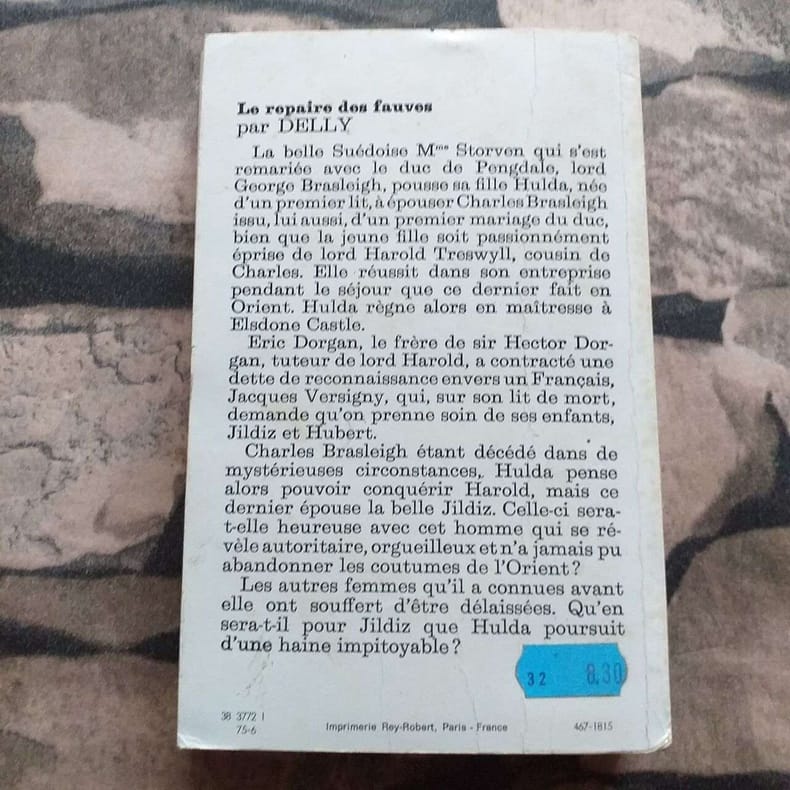 Le repaire des fauves
par DELLY
La belle Suédoise Mme Storven qui s'est
remariée avec le duc de Pengdale, lord
George Brasleigh, pousse sa fille Hulda, née
d'un premier lit, à épouser Charles Brasleigh
issu, lui aussi, d'un premier mariage du duc,
bien que la jeune fille soit passionnément
éprise de lord Harold Treswyll, cousin de
Charles. Elle réussit dans son entreprise
pendant le séjour que ce dernier fait en
Orient. Hulda règne alors en maîtresse à
Elsdone Castle.
Eric Dorgan, le frère de sir Hector Dor-
gan, tuteur de lord Harold, a contracté une
dette de reconnaissance envers un Français,
Jacques Versigny, qui, sur son lit de mort,
demande qu'on prenne soin de ses enfants,
Jildiz et Hubert.
Charles Brasleigh étant décédé dans de
mystérieuses circonstances, Hulda pense
alors pouvoir conquérir Harold, mais ce
dernier épouse la belle Jildiz. Celle-ci sera-
t-elle heureuse avec cet homme qui se ré-
vèle autoritaire, orgueilleux et n'a jamais pu
abandonner les coutumes de l'Orient ?
Les autres femmes qu'il a connues avant
elle ont souffert d'être délaissées. Qu'en
sera-t-il pour Jildiz que Hulda poursuit
d'une haine impitoyable ?
32 8,30
38 3772 1
75-6
Imprimerie Rey-Robert, Paris - France
467-1815